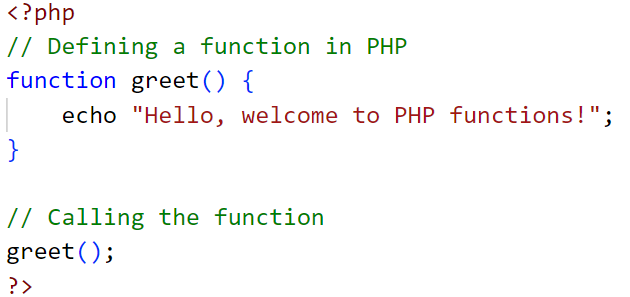 <?php
// Defining a function in PHP
function greet() {
    echo "Hello, welcome to PHP functions!";
}

// Calling the function
greet();
?>